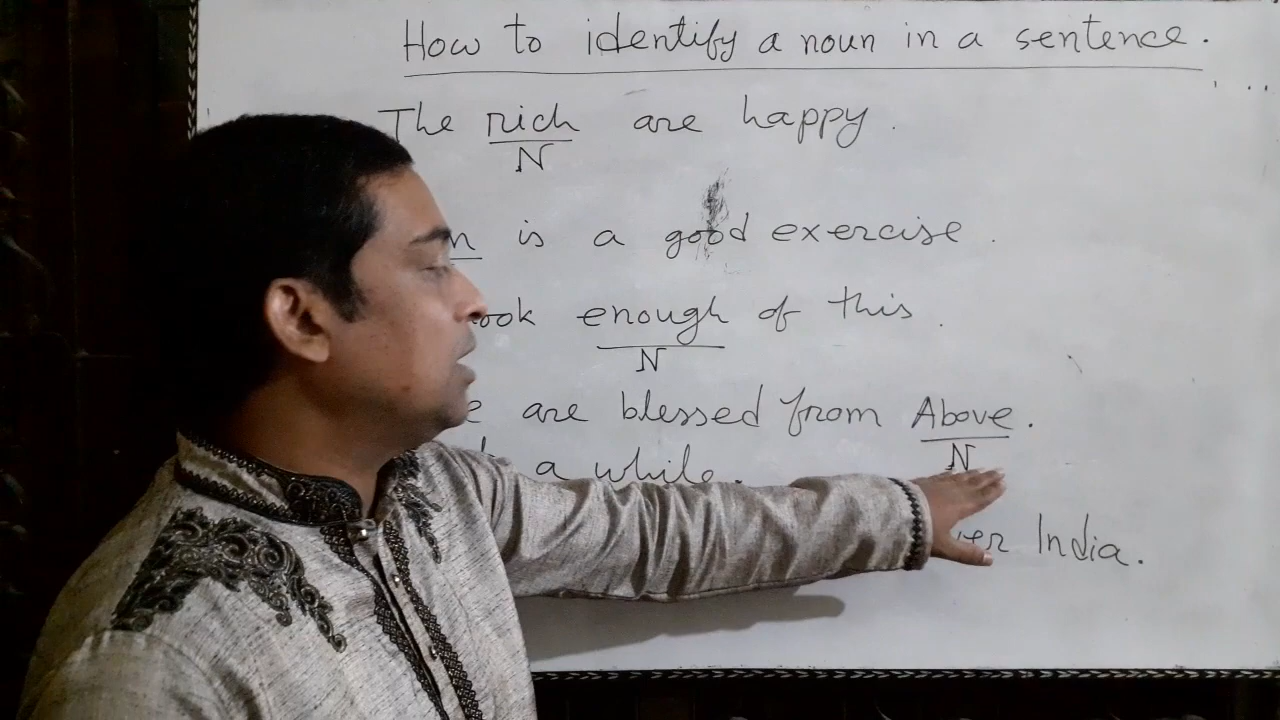 How to identify a noun in a sentence.
The rich are happy.
N
is a good exercise.
enough of this.
N
are blessed from Above.
N
a while.
India.